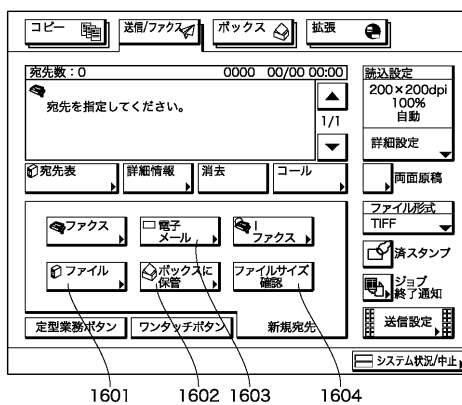 コピー 送信/ファクス ボックス 拡張
宛先数：0 0000 00/00 00:00
宛先を指定してください。
1/1
宛先表 詳細情報 消去 コール
読込設定
200×200dpi
100%
自動
詳細設定
両面原稿
ファイル形式
TIFF
済スタンプ
ジョブ
終了通知
送信設定
ファクス 電子
メール I
ファクス
ファイル ボックスに
保管 ファイルサイズ
確認
定型業務ボタン ワンタッチボタン 新規宛先
システム状況/中止
1601 1602 1603 1604